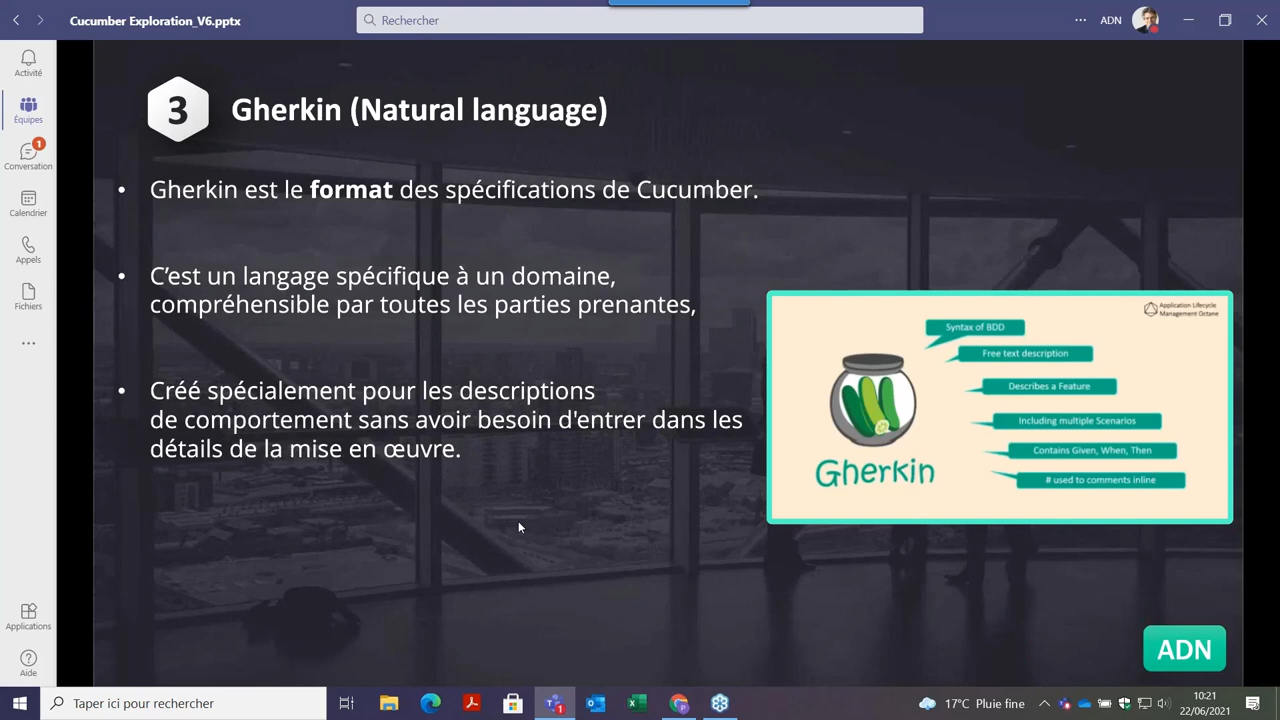 Cucumber Exploration_V6.pptx
Rechercher
ADN
Activité
Équipes
1
Conversation
Calendrier
Appels
Fichiers
Applications
Aide
3
Gherkin (Natural language)
• Gherkin est le format des spécifications de Cucumber.
• C'est un langage spécifique à un domaine,
compréhensible par toutes les parties prenantes,
• Créé spécialement pour les descriptions
de comportement sans avoir besoin d'entrer dans les
détails de la mise en œuvre.
Application Lifecycle
Management Octane
Syntax of BDD
Free text description
Describes a Feature
Including multiple Scenarios
Contains Given, When, Then
# used to comments inline
Gherkin
ADN
Taper ici pour rechercher
17°C Pluie fine
10:21
22/06/2021